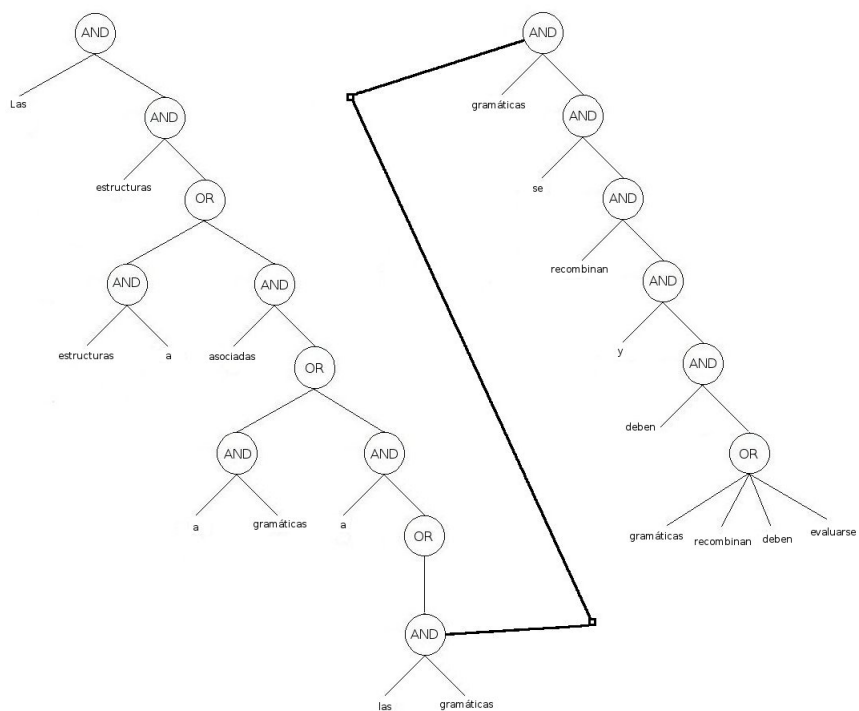 AND
Las
AND
estructuras
OR
AND
AND
estructuras
a
asociadas
OR
AND
AND
a
gramáticas
a
OR
AND
las
gramáticas
AND
gramáticas
AND
se
AND
recombinan
AND
y
AND
deben
OR
gramáticas
recombinan
deben
evaluarse